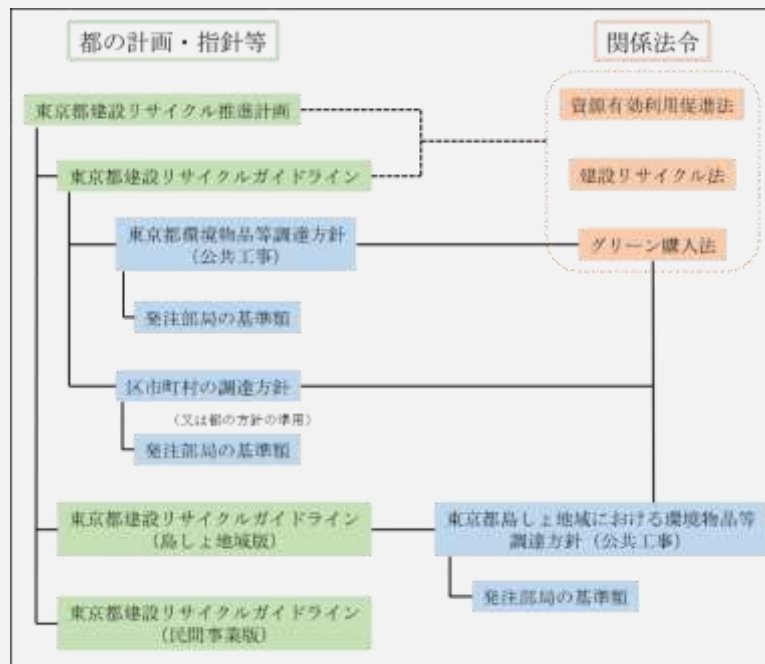 都の計画・指針等
関係法令
東京都建設リサイクル推進計画
資源有効利用促進法
東京都建設リサイクルガイドライン
建設リサイクル法
東京都環境物品等調達方針
（公共工事）
グリーン購入法
発注部局の基準類
区市町村の調達方針
（又は都の方針の準用）
発注部局の基準類
東京都建設リサイクルガイドライン
（島しょ地域版）
東京都島しょ地域における環境物品等
調達方針（公共工事）
発注部局の基準類
東京都建設リサイクルガイドライン
（民間事業版）